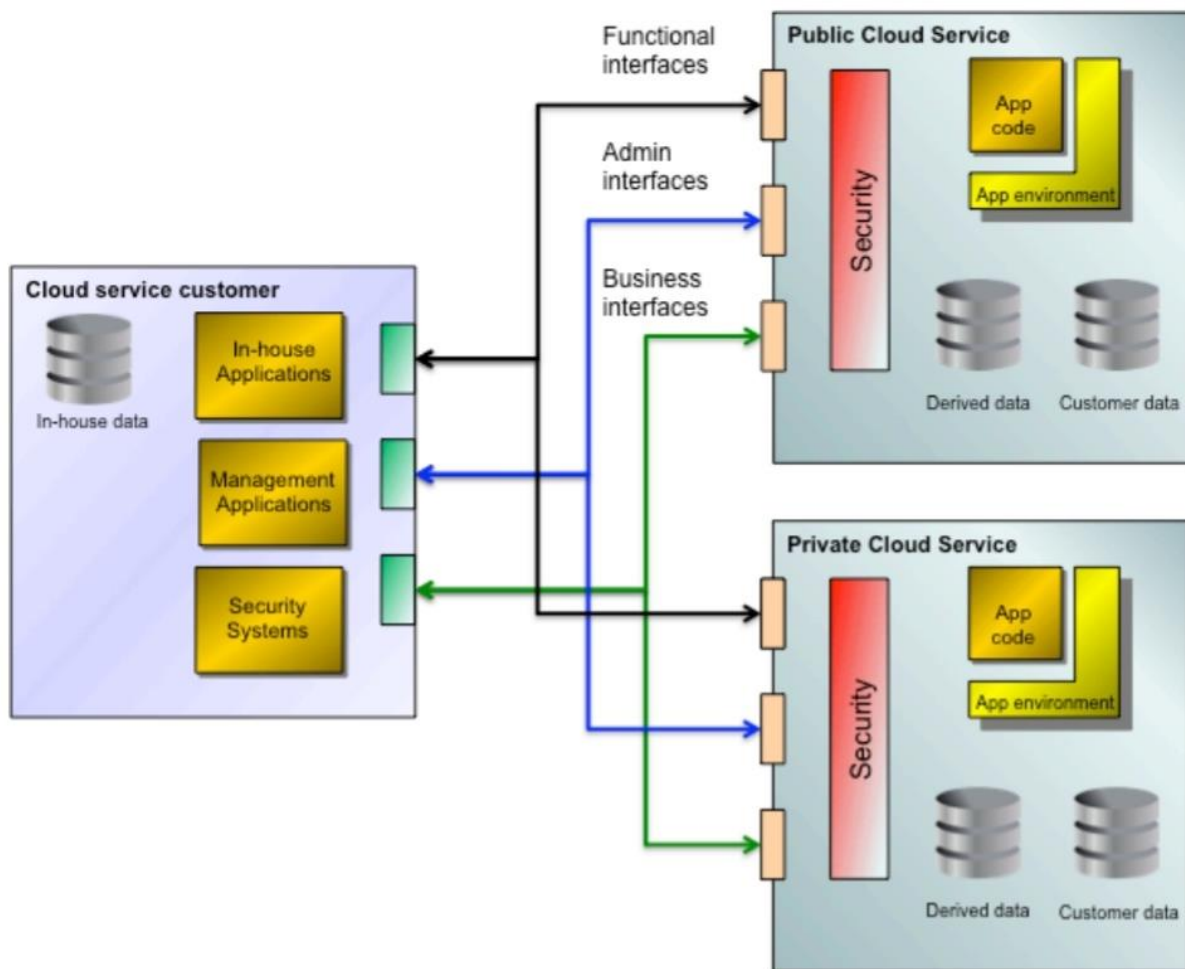 Functional
interfaces
Admin
interfaces
Business
interfaces
Cloud service customer
In-house data
In-house
Applications
Management
Applications
Security
Systems
Public Cloud Service
Security
App
code
App environment
Derived data
Customer data
Private Cloud Service
Security
App
code
App environment
Derived data
Customer data